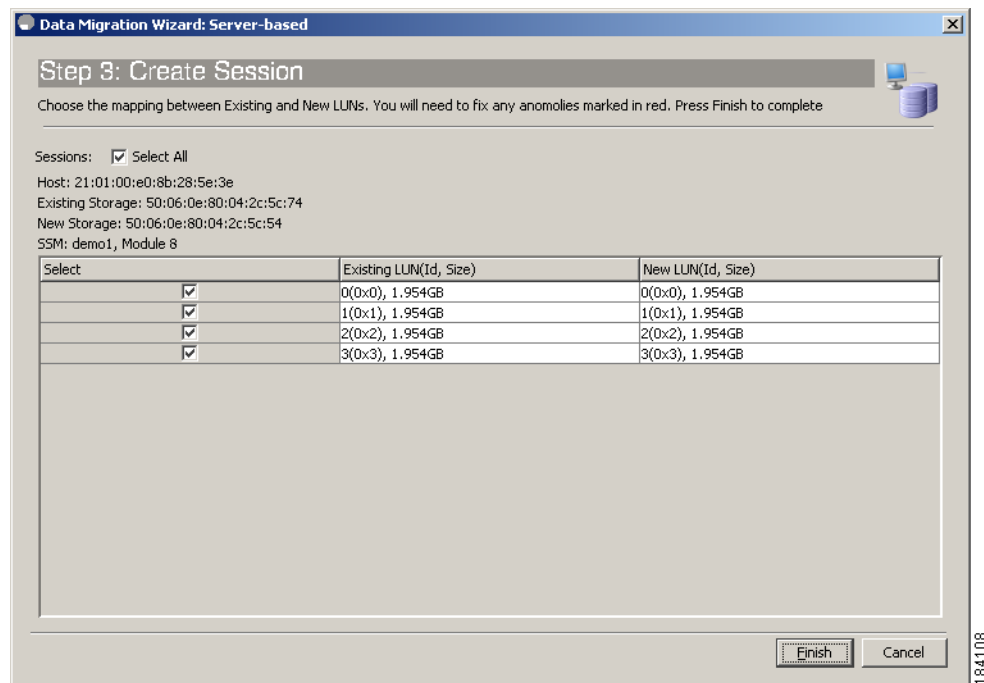 Data Migration Wizard: Server-based
Step 3: Create Session
Choose the mapping between Existing and New LUNs. You will need to fix any anomolies marked in red. Press Finish to complete
Sessions: Select All
Host: 21:01:00:e0:8b:28:5e:3e
Existing Storage: 50:06:0e:80:04:2c:5c:74
New Storage: 50:06:0e:80:04:2c:5c:54
SSM: demo1, Module 8
Select Existing LUN(Id, Size) New LUN(Id, Size)
0(0x0), 1.954GB 0(0x0), 1.954GB
1(0x1), 1.954GB 1(0x1), 1.954GB
2(0x2), 1.954GB 2(0x2), 1.954GB
3(0x3), 1.954GB 3(0x3), 1.954GB
Finish Cancel
184108